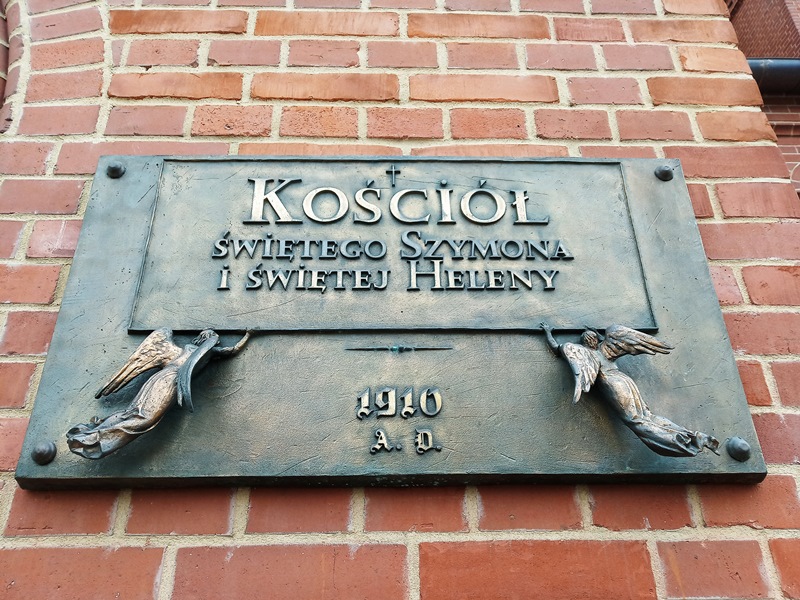 Kościół
świętego Szymona
i świętej Heleny
1910
A. D.